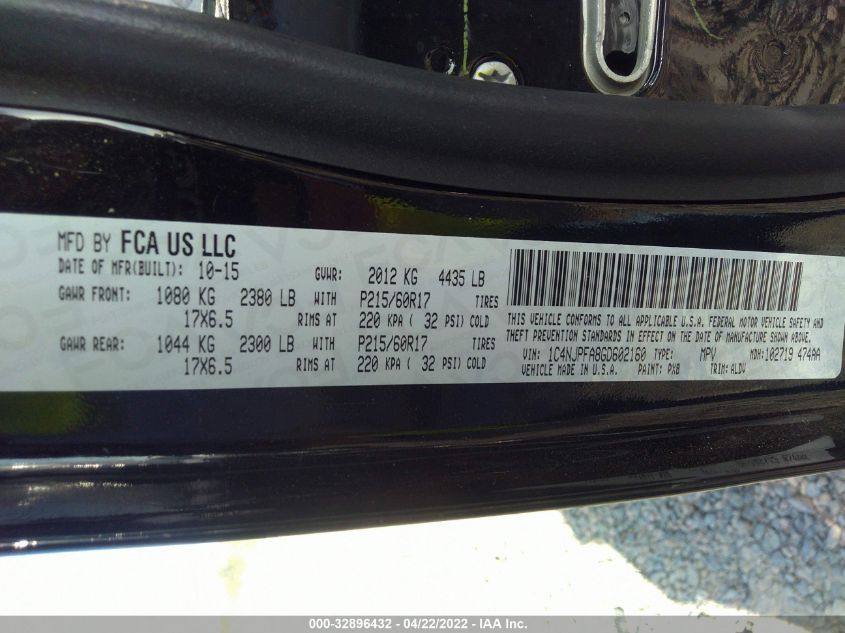 MFD BY FCA US LLC
DATE OF MFR(BUILT): 10-15 GVWR: 2012 KG 4435 LB
GAWR FRONT: 1080 KG 2380 LB WITH P215/60R17 TIRES
17X6.5 RIMS AT 220 KPA ( 32 PSI) COLD
GAWR REAR: 1044 KG 2300 LB WITH P215/60R17 TIRES
17X6.5 RIMS AT 220 KPA ( 32 PSI) COLD
THIS VEHICLE CONFORMS TO ALL APPLICABLE U.S.A. FEDERAL MOTOR VEHICLE SAFETY AND
THEFT PREVENTION STANDARDS IN EFFECT ON THE DATE OF MANUFACTURE SHOWN ABOVE.
VIN: 1C4NJPFA8GD602160 TYPE: MPV MDH:102719 474AA
VEHICLE MADE IN U.S.A. PAINT: PX8 TRIM: ALDV
000-32896432 - 04/22/2022 - IAA Inc.